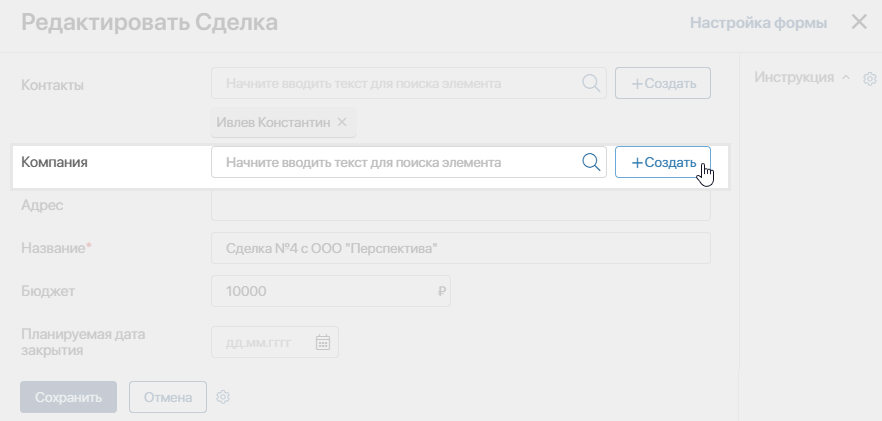 Редактировать Сделка
Настройка формы
Контакты
Начните вводить текст для поиска элемента
+Создать
Инструкция
Ивлев Константин ×
Компания
Начните вводить текст для поиска элемента
+Создать
Адрес
Название*
Сделка №4 с ООО "Перспектива"
Бюджет
10000 ₽
Планируемая дата
закрытия
дд.мм.гггг
Сохранить
Отмена